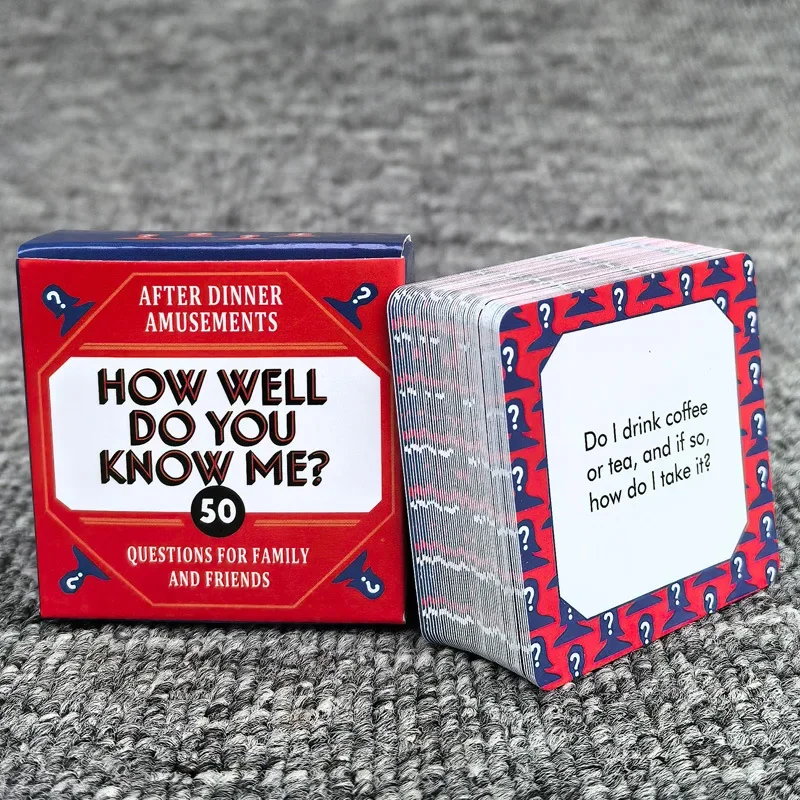 AFTER DINNER
AMUSEMENTS
HOW WELL
DO YOU
KNOW ME?
50
QUESTIONS FOR FAMILY
AND FRIENDS
Do I drink coffee
or tea, and if so,
how do I take it?